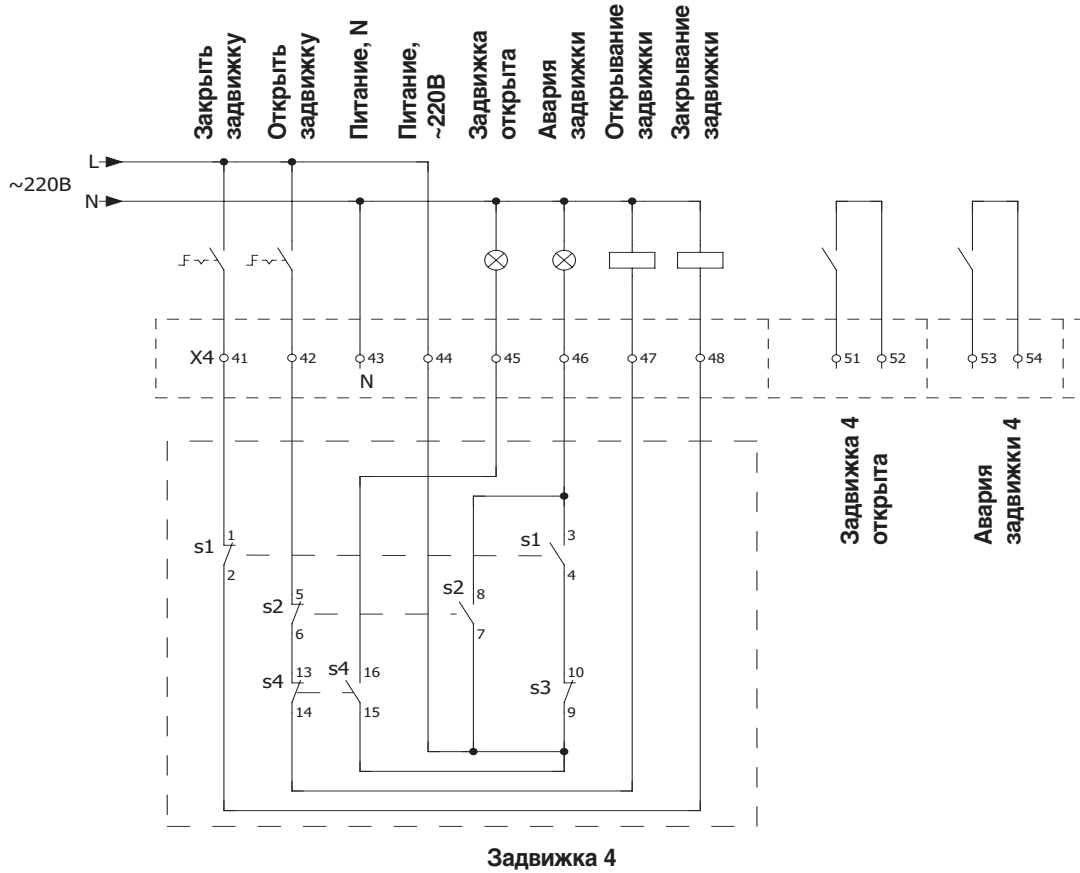 Закрыть
задвижку
Открыть
задвижку
Питание, N
Питание,
~220В
Задвижка
открыта
Авария
задвижки
Открывание
задвижки
Закрывание
задвижки
L
~220В
N
X4 41 42 43 44 45 46 47 48 51 52 53 54
N
Задвижка 4
открыта
Авария
задвижки 4
1 3
s1 s1
2 4
5 s2 8
s2
6 7
13 s4 16 10
s4 s3
14 15 9
Задвижка 4